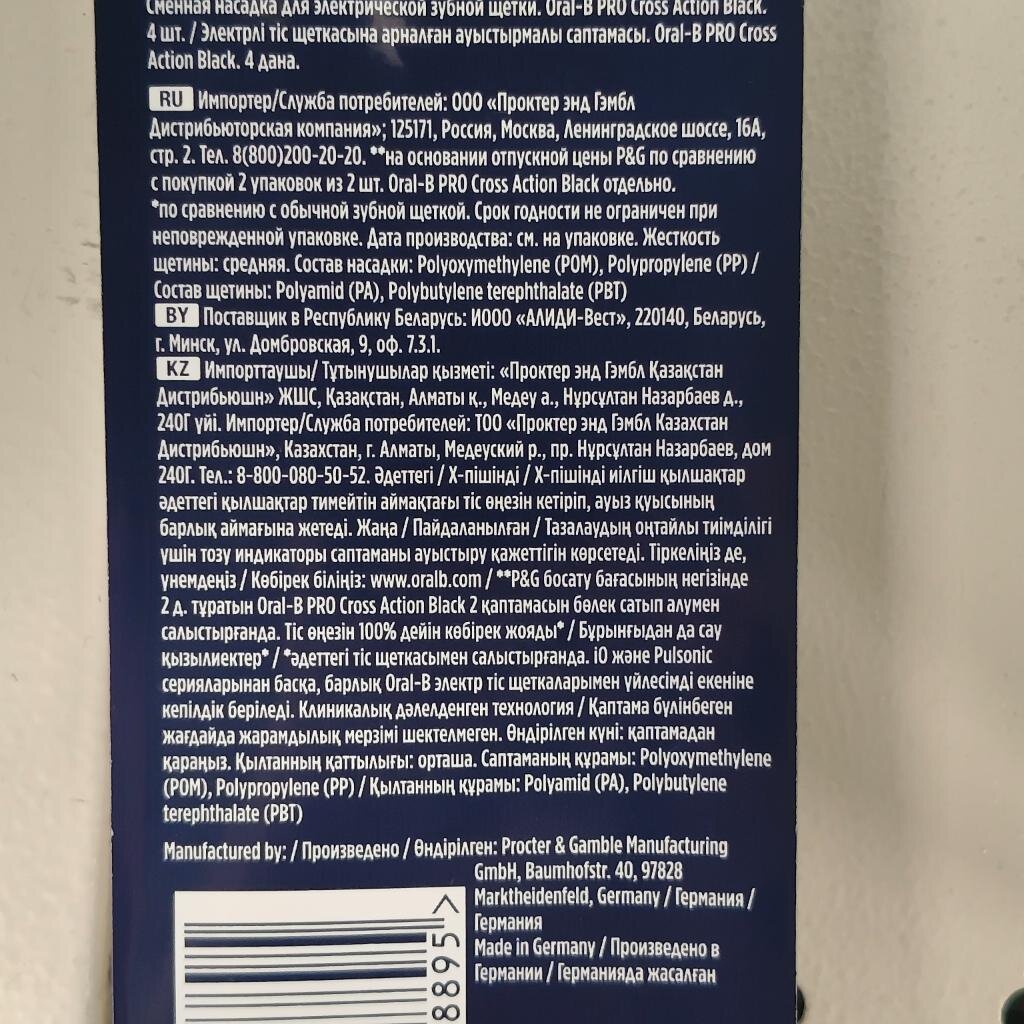 Сменная насадка для электрической зубной щетки. Oral-B PRO Cross Action Black.
4 шт. / Электрлі тіс щеткасына арналған ауыстырмалы саптамасы. Oral-B PRO Cross
Action Black. 4 дана.
RU Импортер/Служба потребителей: ООО «Проктер энд Гэмбл
Дистрибьюторская компания»; 125171, Россия, Москва, Ленинградское шоссе, 16А,
стр. 2. Тел. 8(800)200-20-20. **на основании отпускной цены P&G по сравнению
с покупкой 2 упаковок из 2 шт. Oral-B PRO Cross Action Black отдельно.
*по сравнению с обычной зубной щеткой. Срок годности не ограничен при
неповрежденной упаковке. Дата производства: см. на упаковке. Жесткость
щетины: средняя. Состав насадки: Polyoxymethylene (POM), Polypropylene (PP) /
Состав щетины: Polyamid (PA), Polybutylene terephthalate (PBT)
BY Поставщик в Республику Беларусь: ИООО «АЛИДИ-Вест», 220140, Беларусь,
г. Минск, ул. Домбровская, 9, оф. 7.3.1.
KZ Импорттаушы/ Тұтынушылар қызметі: «Проктер энд Гэмбл Қазақстан
Дистрибьюшн» ЖШС, Қазақстан, Алматы қ., Медеу а., Нұрсұлтан Назарбаев д.,
240Г үйі. Импортер/Служба потребителей: ТОО «Проктер энд Гэмбл Казахстан
Дистрибьюшн», Казахстан, г. Алматы, Медеуский р., пр. Нұрсұлтан Назарбаев, дом
240Г. Тел.: 8-800-080-50-52. Әдеттегі / Х-пішінді / Х-пішінді иілгіш қылшақтар
әдеттегі қылшақтар тимейтін аймақтағы тіс өңезін кетіріп, ауыз қуысының
барлық аймағына жетеді. Жаңа / Пайдаланылған / Тазалаудың оңтайлы тиімділігі
үшін тозу индикаторы саптаманы ауыстыру қажеттігін көрсетеді. Тіркеліңіз де,
үнемдеңіз / Көбірек біліңіз: www.oralb.com / **P&G босату бағасының негізінде
2 д. тұратын Oral-B PRO Cross Action Black 2 қаптамасын бөлек сатып алумен
салыстырғанда. Тіс өңезін 100% дейін көбірек жояды* / Бұрынғыдан да сау
қызылиектер* / *әдеттегі тіс щеткасымен салыстырғанда. iO және Pulsonic
серияларынан басқа, барлық Oral-B электр тіс щеткаларымен үйлесімді екеніне
кепілдік беріледі. Клиникалық дәлелденген технология / Қаптама бүлінбеген
жағдайда жарамдылық мерзімі шектелмеген. Өндірілген күні: қаптамадан
қараңыз. Қылтанның қаттылығы: орташа. Саптаманың құрамы: Polyoxymethylene
(POM), Polypropylene (PP) / Қылтанның құрамы: Polyamid (PA), Polybutylene
terephthalate (PBT)
Manufactured by: / Произведено / Өндірілген: Procter & Gamble Manufacturing
GmbH, Baumhofstr. 40, 97828
Marktheidenfeld, Germany / Германия /
Германия
Made in Germany / Произведено в
Германии / Германияда жасалған
8895 >